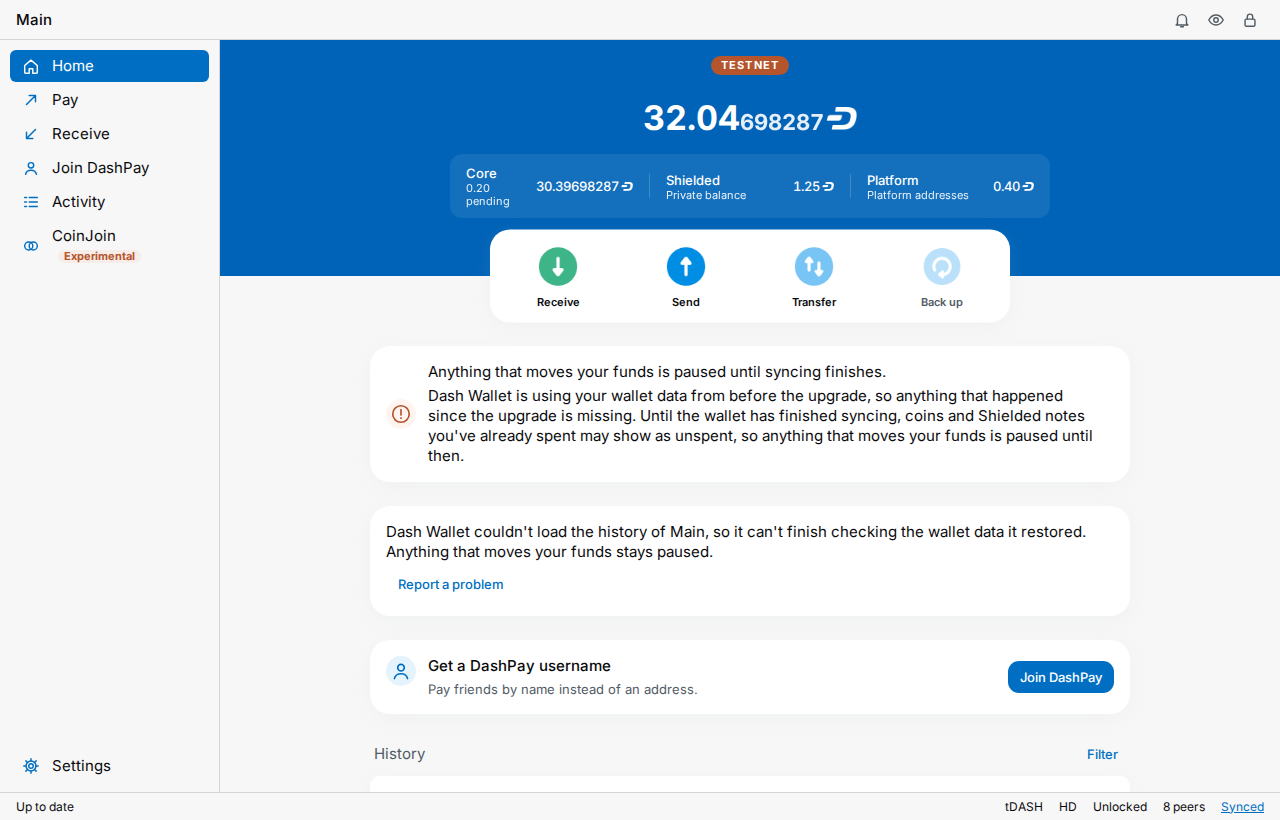 Main
Home
Pay
Receive
Join DashPay
Activity
CoinJoin
Experimental
Settings
TESTNET
32.04698287
Core
0.20
pending
30.39698287
Shielded
Private balance
1.25
Platform
Platform addresses
0.40
Receive
Send
Transfer
Back up
Anything that moves your funds is paused until syncing finishes.
Dash Wallet is using your wallet data from before the upgrade, so anything that happened
since the upgrade is missing. Until the wallet has finished syncing, coins and Shielded notes
you've already spent may show as unspent, so anything that moves your funds is paused until
then.
Dash Wallet couldn't load the history of Main, so it can't finish checking the wallet data it restored.
Anything that moves your funds stays paused.
Report a problem
Get a DashPay username
Pay friends by name instead of an address.
Join DashPay
History
Filter
Up to date
tDASH
HD
Unlocked
8 peers
Synced